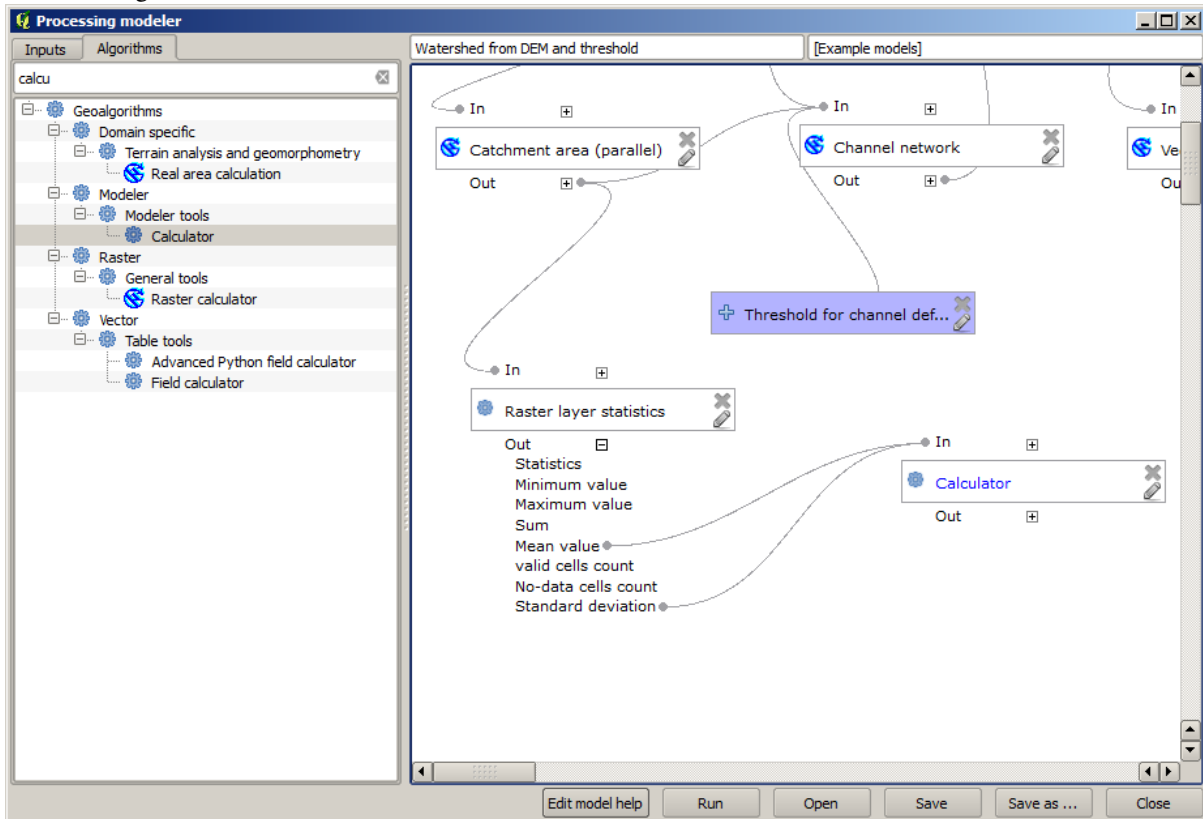 Processing modeler
Inputs Algorithms
Watershed from DEM and threshold
[Example models]
calcu
Geoalgorithms
Domain specific
Terrain analysis and geomorphometry
Real area calculation
Modeler
Modeler tools
Calculator
Raster
General tools
Raster calculator
Vector
Table tools
Advanced Python field calculator
Field calculator
In
Catchment area (parallel)
Out
In
Channel network
Out
In
Ve
Ou
Threshold for channel def...
In
Raster layer statistics
Out
Statistics
Minimum value
Maximum value
Sum
Mean value
valid cells count
No-data cells count
Standard deviation
In
Calculator
Out
Edit model help Run Open Save Save as ... Close